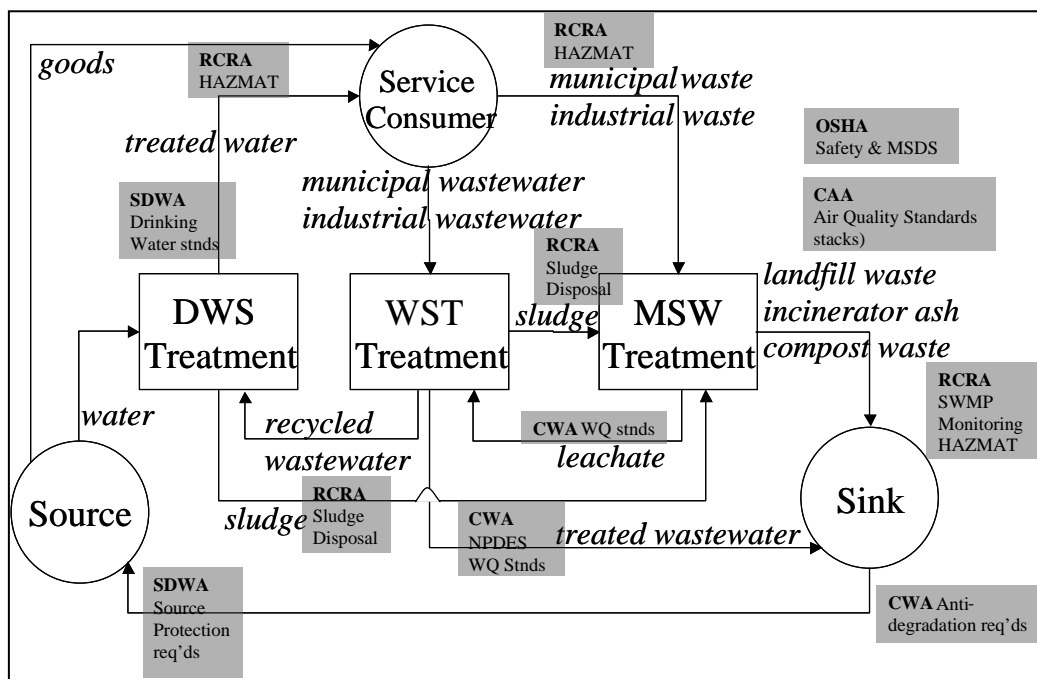 goods
RCRA
HAZMAT
Service
Consumer
RCRA
HAZMAT
municipal waste
industrial waste
OSHA
Safety & MSDS
treated water
municipal wastewater
industrial wastewater
SDWA
Drinking
Water stnds
CAA
Air Quality Standards
stacks)
RCRA
Sludge
Disposal
landfill waste
incinerator ash
compost waste
DWS
Treatment
WST
Treatment
sludge
MSW
Treatment
water
recycled
wastewater
CWA WQ stnds
leachate
RCRA
SWMP
Monitoring
HAZMAT
Source
sludge
RCRA
Sludge
Disposal
CWA
NPDES
WQ Stnds
treated wastewater
Sink
SDWA
Source
Protection
req'ds
CWA Anti-
degradation req'ds